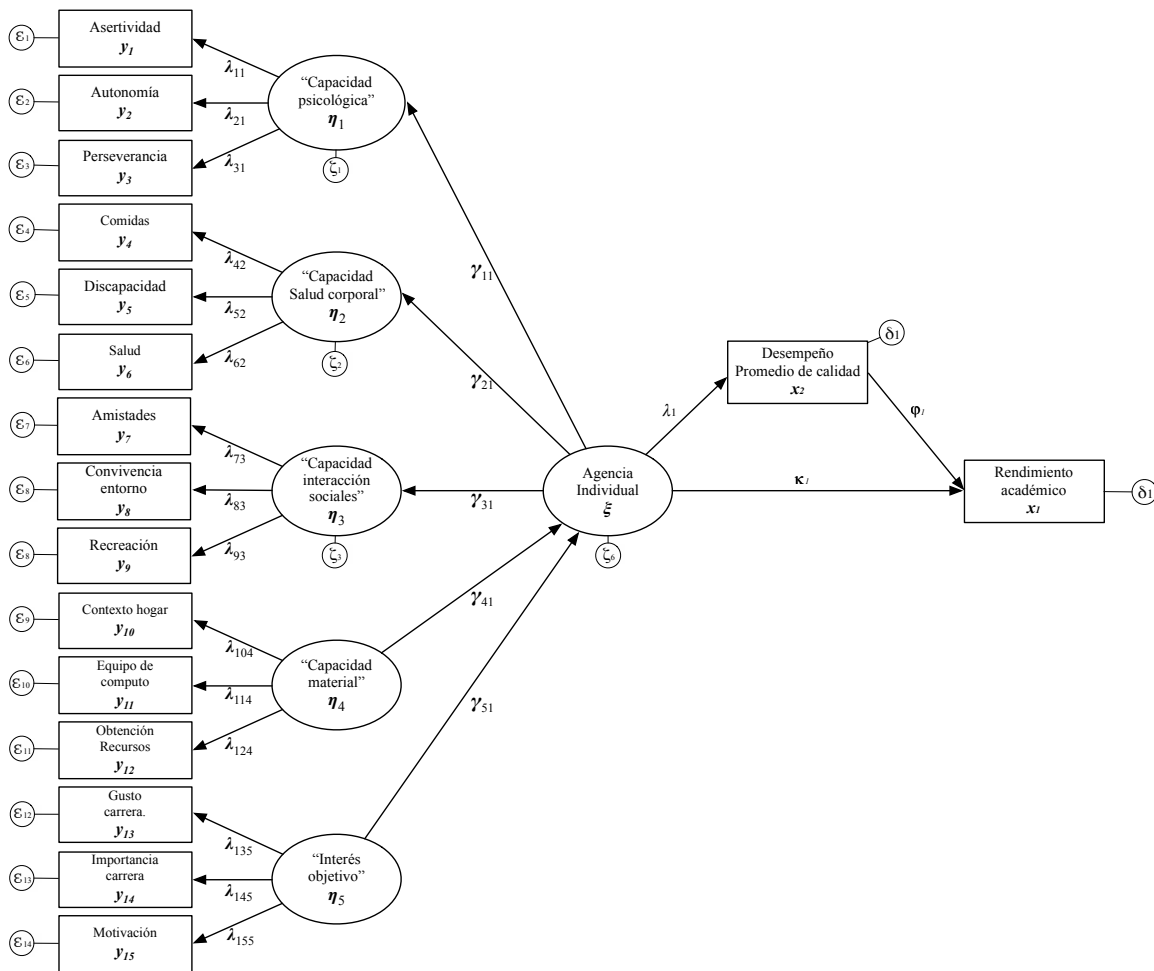 ε1
Asertividad
y1
λ11
ε2
Autonomía
y2
λ21
ε3
Perseverancia
y3
λ31
“Capacidad
psicológica”
η1
ζ1
ε4
Comidas
y4
λ42
ε5
Discapacidad
y5
λ52
ε6
Salud
y6
λ62
“Capacidad
Salud corporal”
η2
ζ2
ε7
Amistades
y7
λ73
ε8
Convivencia
entorno
y8
λ83
ε8
Recreación
y9
λ93
“Capacidad
interacción
sociales”
η3
ζ3
ε9
Contexto hogar
y10
λ104
ε10
Equipo de
computo
y11
λ114
ε11
Obtención
Recursos
y12
λ124
“Capacidad
material”
η4
ε12
Gusto
carrera.
y13
λ135
ε13
Importancia
carrera
y14
λ145
ε14
Motivación
y15
λ155
“Interés
objetivo”
η5
γ11
γ21
γ31
γ41
γ51
Agencia
Individual
ξ
ζ6
λ1
κ1
Desempeño
Promedio de calidad
x2
δ1
φ1
Rendimiento
académico
x1
δ1